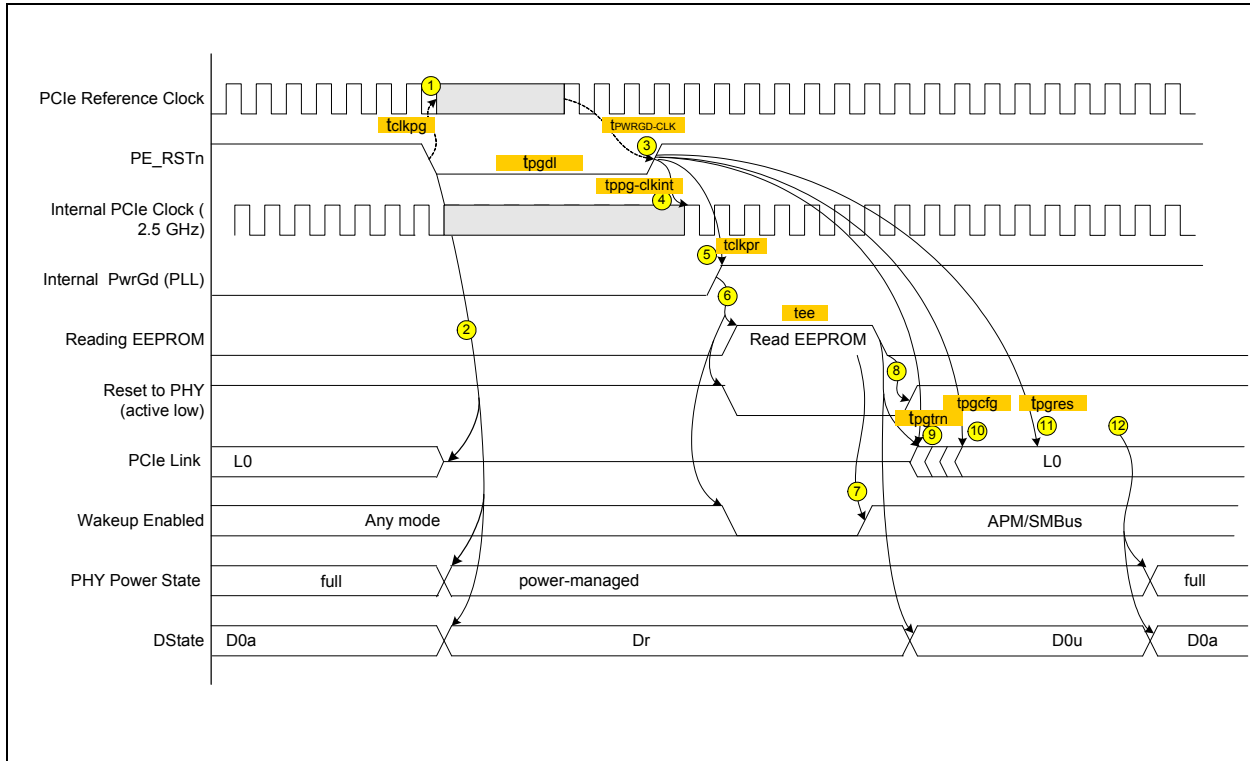 1
PCIe Reference Clock
tclkpg
tPWRGD-CLK
3
PE_RSTn
tpgdl
tppg-clkint
4
Internal PCIe Clock (
2.5 GHz)
5
tclkpr
Internal PwrGd (PLL)
6
tee
2
Reading EEPROM
Read EEPROM
8
Reset to PHY
(active low)
tpgtrn
tpgcfg
tpgres
9
10
11
12
PCIe Link
L0
L0
7
Wakeup Enabled
Any mode
APM/SMBus
PHY Power State
full
power-managed
full
DState
D0a
Dr
D0u
D0a